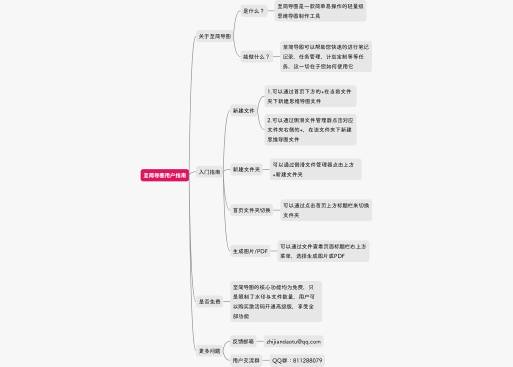 至简导图用户指南
关于至简导图
是什么？
至简导图是一款简单易操作的轻量级
思维导图制作工具
能做什么？
至简导图可以帮助您快速的进行笔记
记录、任务管理、计划定制等等任
务，这一切在于您如何使用它
入门指南
新建文件
1.可以通过首页下方的+在当前文件
夹下新建思维导图文件
2.可以通过侧滑文件管理器点击对应
文件夹右侧的+，在该文件夹下新建
思维导图文件
新建文件夹
可以通过侧滑文件管理器点击上方
+新建文件夹
首页文件夹切换
可以通过点击首页上方标题栏来切换
文件夹
生成图片/PDF
可以通过文件查看页面标题栏右上方
菜单，选择生成图片或PDF
是否免费
至简导图的核心功能均为免费，只
是限制了水印与文件数量，用户可
以购买激活码开通高级版，享受全
部功能
更多问题
反馈邮箱
zhijiandaotu@qq.com
用户交流群
QQ群：811288079